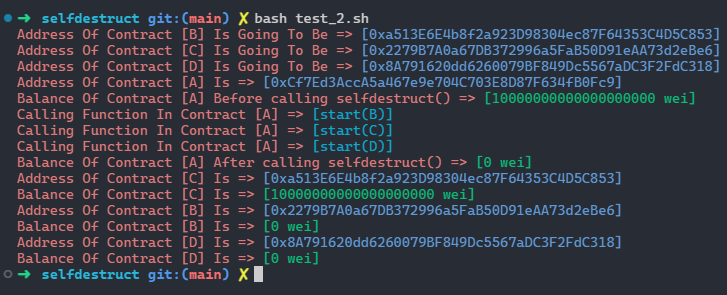 ➜ selfdestruct git:(main) ✗ bash test_2.sh
Address Of Contract [B] Is Going To Be => [0xa513E6E4b8f2a923D98304ec87F64353C4D5C853]
Address Of Contract [C] Is Going To Be => [0x2279B7A0a67DB372996a5FaB50D91eAA73d2eBe6]
Address Of Contract [D] Is Going To Be => [0x8A791620dd6260079BF849Dc5567aDC3F2FdC318]
Address Of Contract [A] Is => [0xCf7Ed3AccA5a467e9e704C703E8D87F634fB0Fc9]
Balance Of Contract [A] Before calling selfdestruct() => [10000000000000000000 wei]
Calling Function In Contract [A] => [start(B)]
Calling Function In Contract [A] => [start(C)]
Calling Function In Contract [A] => [start(D)]
Balance Of Contract [A] After calling selfdestruct() => [0 wei]
Address Of Contract [C] Is => [0xa513E6E4b8f2a923D98304ec87F64353C4D5C853]
Balance Of Contract [C] Is => [10000000000000000000 wei]
Address Of Contract [B] Is => [0x2279B7A0a67DB372996a5FaB50D91eAA73d2eBe6]
Balance Of Contract [B] Is => [0 wei]
Address Of Contract [D] Is => [0x8A791620dd6260079BF849Dc5567aDC3F2FdC318]
Balance Of Contract [D] Is => [0 wei]
➜ selfdestruct git:(main) ✗